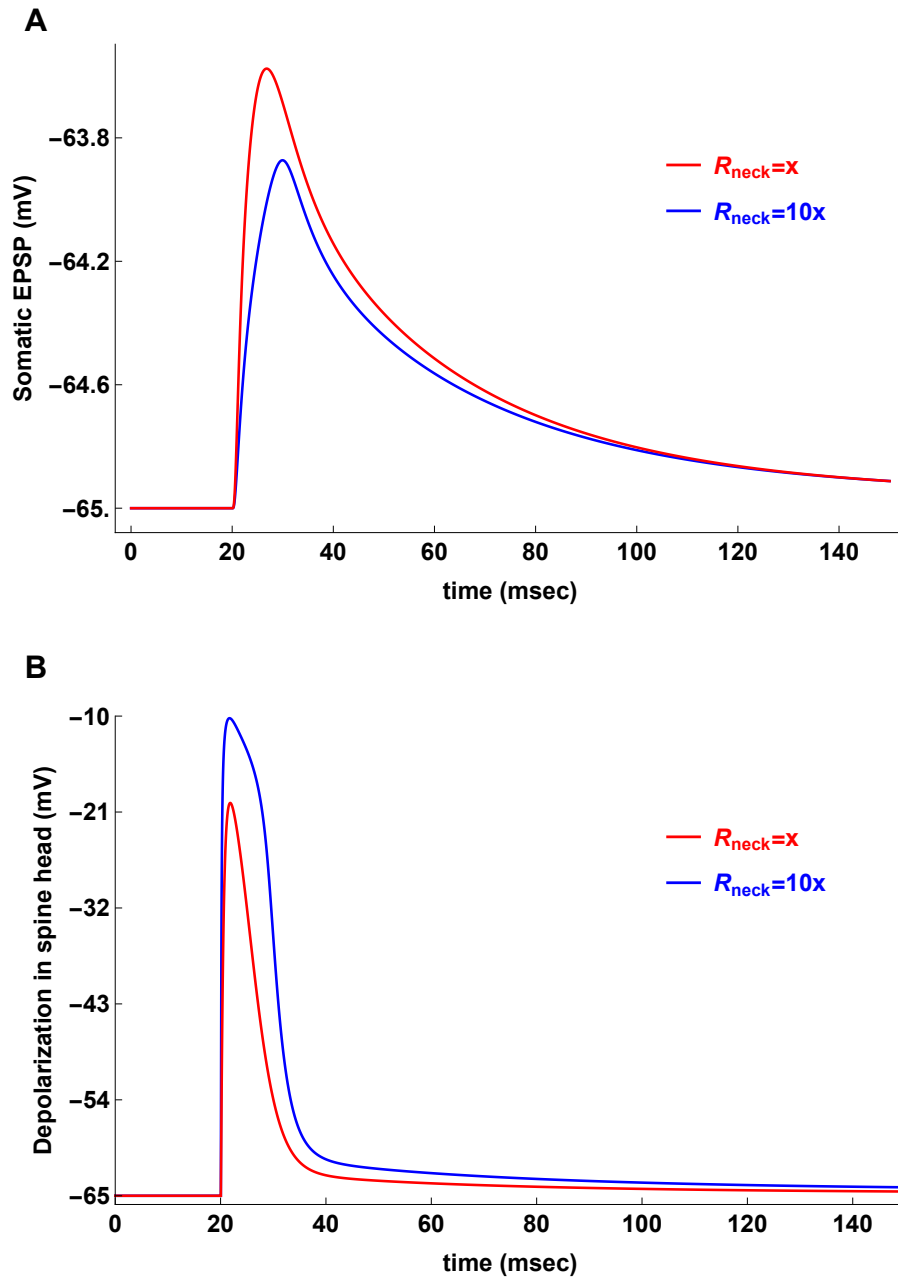 A
Somatic EPSP (mV)
−63.8
−64.2
−64.6
−65.
Rneck=x
Rneck=10x
0 20 40 60 80 100 120 140
time (msec)
B
Depolarization in spine head (mV)
−10
−21
−32
−43
−54
−65
Rneck=x
Rneck=10x
0 20 40 60 80 100 120 140
time (msec)